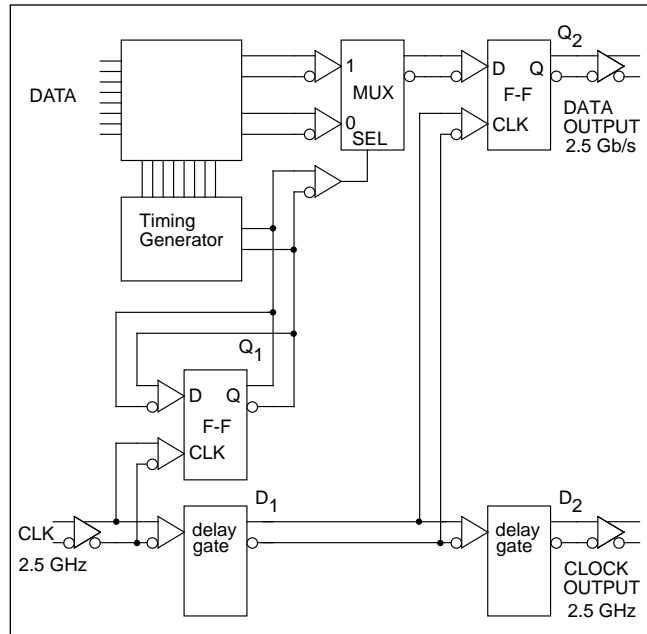 Q2
1
DATA
MUX
0
SEL
D Q
F-F
CLK
DATA
OUTPUT
2.5 Gb/s
Timing
Generator
Q1
D Q
F-F
CLK
D1
D2
CLK
2.5 GHz
delay
gate
delay
gate
CLOCK
OUTPUT
2.5 GHz